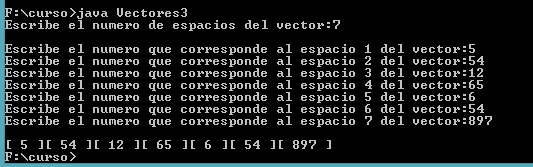 F:\curso>java Vectores3
Escribe el numero de espacios del vector:7
Escribe el numero que corresponde al espacio 1 del vector:5
Escribe el numero que corresponde al espacio 2 del vector:54
Escribe el numero que corresponde al espacio 3 del vector:12
Escribe el numero que corresponde al espacio 4 del vector:65
Escribe el numero que corresponde al espacio 5 del vector:6
Escribe el numero que corresponde al espacio 6 del vector:54
Escribe el numero que corresponde al espacio 7 del vector:897
[ 5 ][ 54 ][ 12 ][ 65 ][ 6 ][ 54 ][ 897 ]
F:\curso>